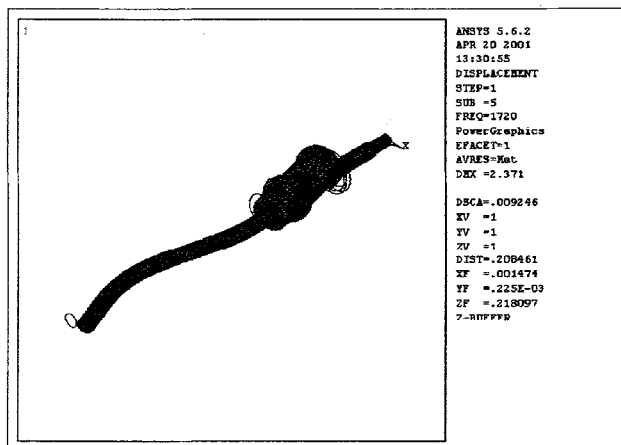 1
ANSYS 5.6.2
APR 20 2001
13:30:55
DISPLACEMENT
STEP=1
SUB =5
FREQ=1720
PowerGraphics
EFACET=1
AVRES=Mat
DMX =2.371
DSCA=.009246
XV =1
YV =1
ZV =1
DIST=.208461
XF =.001474
YF =.225E-03
ZF =.218097
Z-BUFFER
X